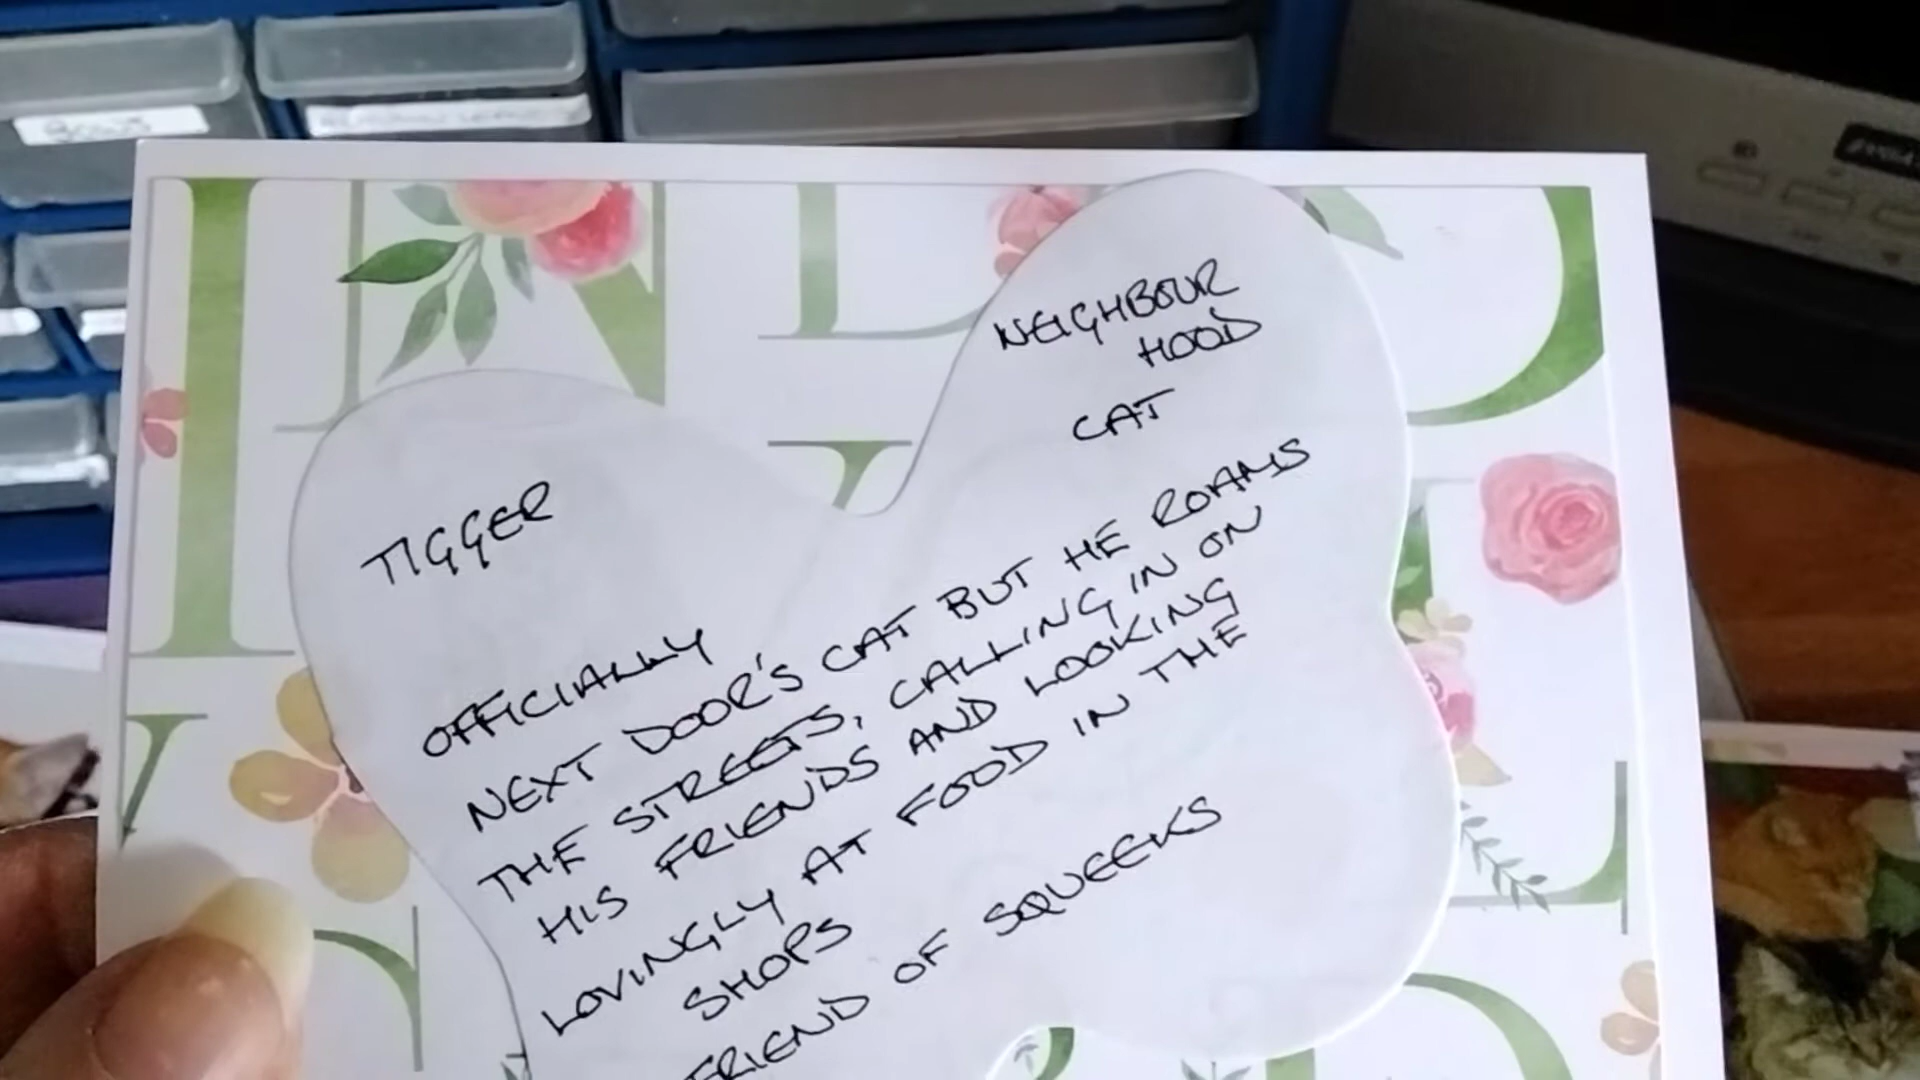 NEIGHBOUR
HOOD
CAT
TIGGER
OFFICIALLY
NEXT DOOR'S CAT BUT HE ROAMS
THE STREETS, CALLING IN ON
HIS FRIENDS AND LOOKING
LOVINGLY AT FOOD IN THE
SHOPS
FRIEND OF SQUEEKS